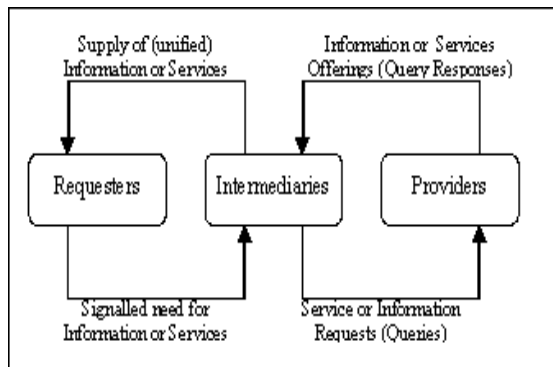 Supply of (unified)
Information or Services
Information or Services
Offerings (Query Responses)
Requesters
Intermediaries
Providers
Signalled need for
Information or Services
Service or Information
Requests (Queries)